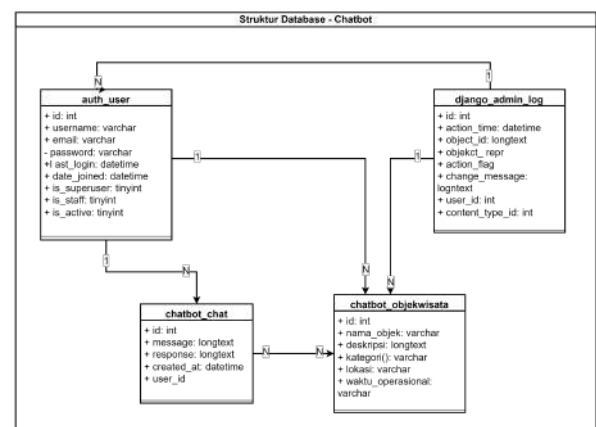 Struktur Database - Chatbot
N
1
auth_user
+ id: int
+ username: varchar
+ email: varchar
- password: varchar
+l ast_login: datetime
+ date_joined: datetime
+ is_superuser: tinyint
+ is_staff: tinyint
+ is_active: tinyint
django_admin_log
+ id: int
+ action_time: datetime
+ object_id: longtext
+ objekct_ repr
+ action_flag
+ change_message:
logntext
+ user_id: int
+ content_type_id: int
1
1
1
N
N
N
chatbot_chat
+ id: int
+ message: longtext
+ response: longtext
+ created_at: datetime
+ user_id
N
N
chatbot_objekwisata
+ id: int
+ nama_objek: varchar
+ deskripsi: longtext
+ kategori(): varchar
+ lokasi: varchar
+ waktu_operasional:
varchar